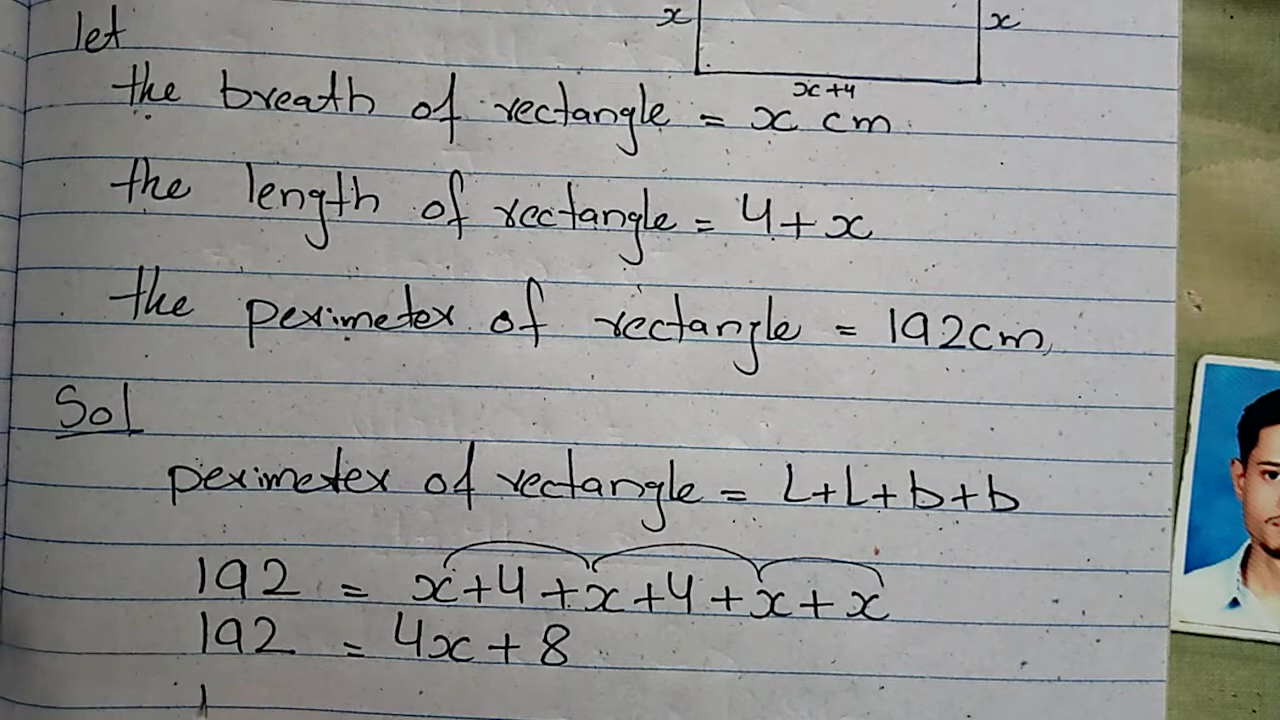 x x
let
x+4
the breath of rectangle = x cm
the length of rectangle = 4+x
the perimeter of rectangle = 192cm
Sol
perimeter of rectangle = L+L+b+b
192 = x+4+x+4+x+x
192 = 4x+8